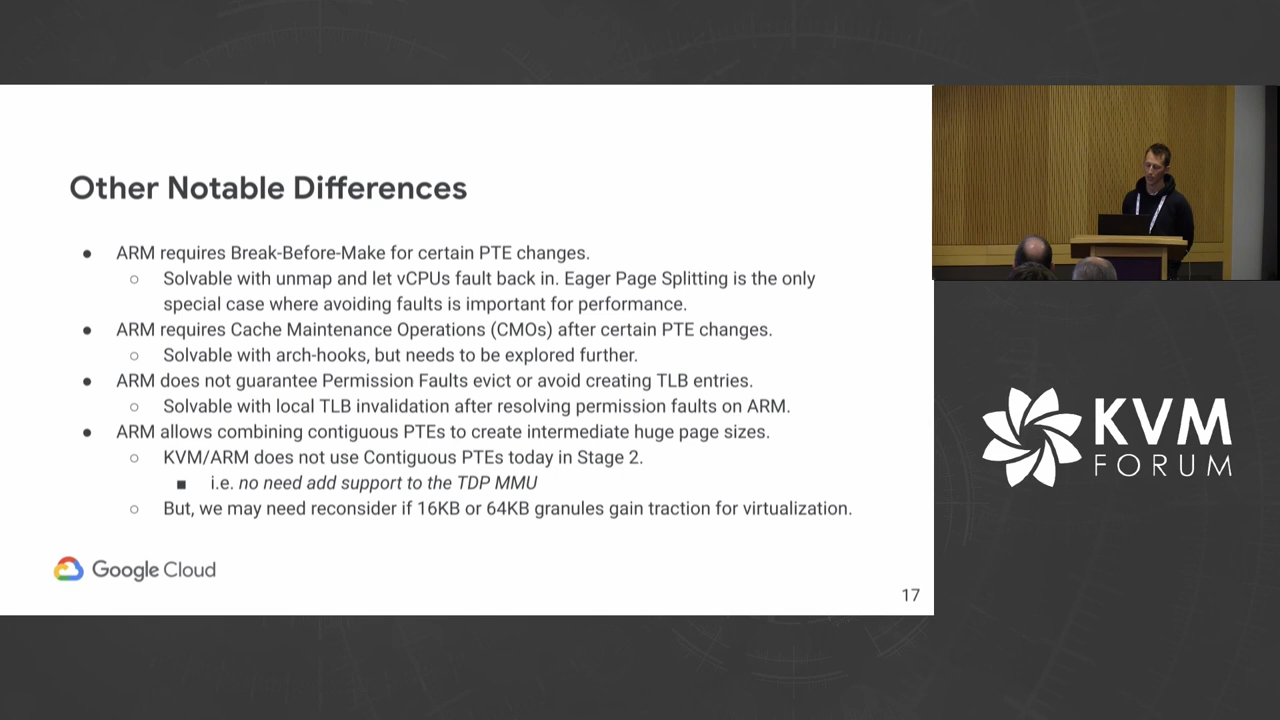 Other Notable Differences
● ARM requires Break-Before-Make for certain PTE changes.
○ Solvable with unmap and let vCPUs fault back in. Eager Page Splitting is the only
special case where avoiding faults is important for performance.
● ARM requires Cache Maintenance Operations (CMOs) after certain PTE changes.
○ Solvable with arch-hooks, but needs to be explored further.
● ARM does not guarantee Permission Faults evict or avoid creating TLB entries.
○ Solvable with local TLB invalidation after resolving permission faults on ARM.
● ARM allows combining contiguous PTEs to create intermediate huge page sizes.
○ KVM/ARM does not use Contiguous PTEs today in Stage 2.
■ i.e. no need add support to the TDP MMU
○ But, we may need reconsider if 16KB or 64KB granules gain traction for virtualization.
Google Cloud
17
KVM
FORUM